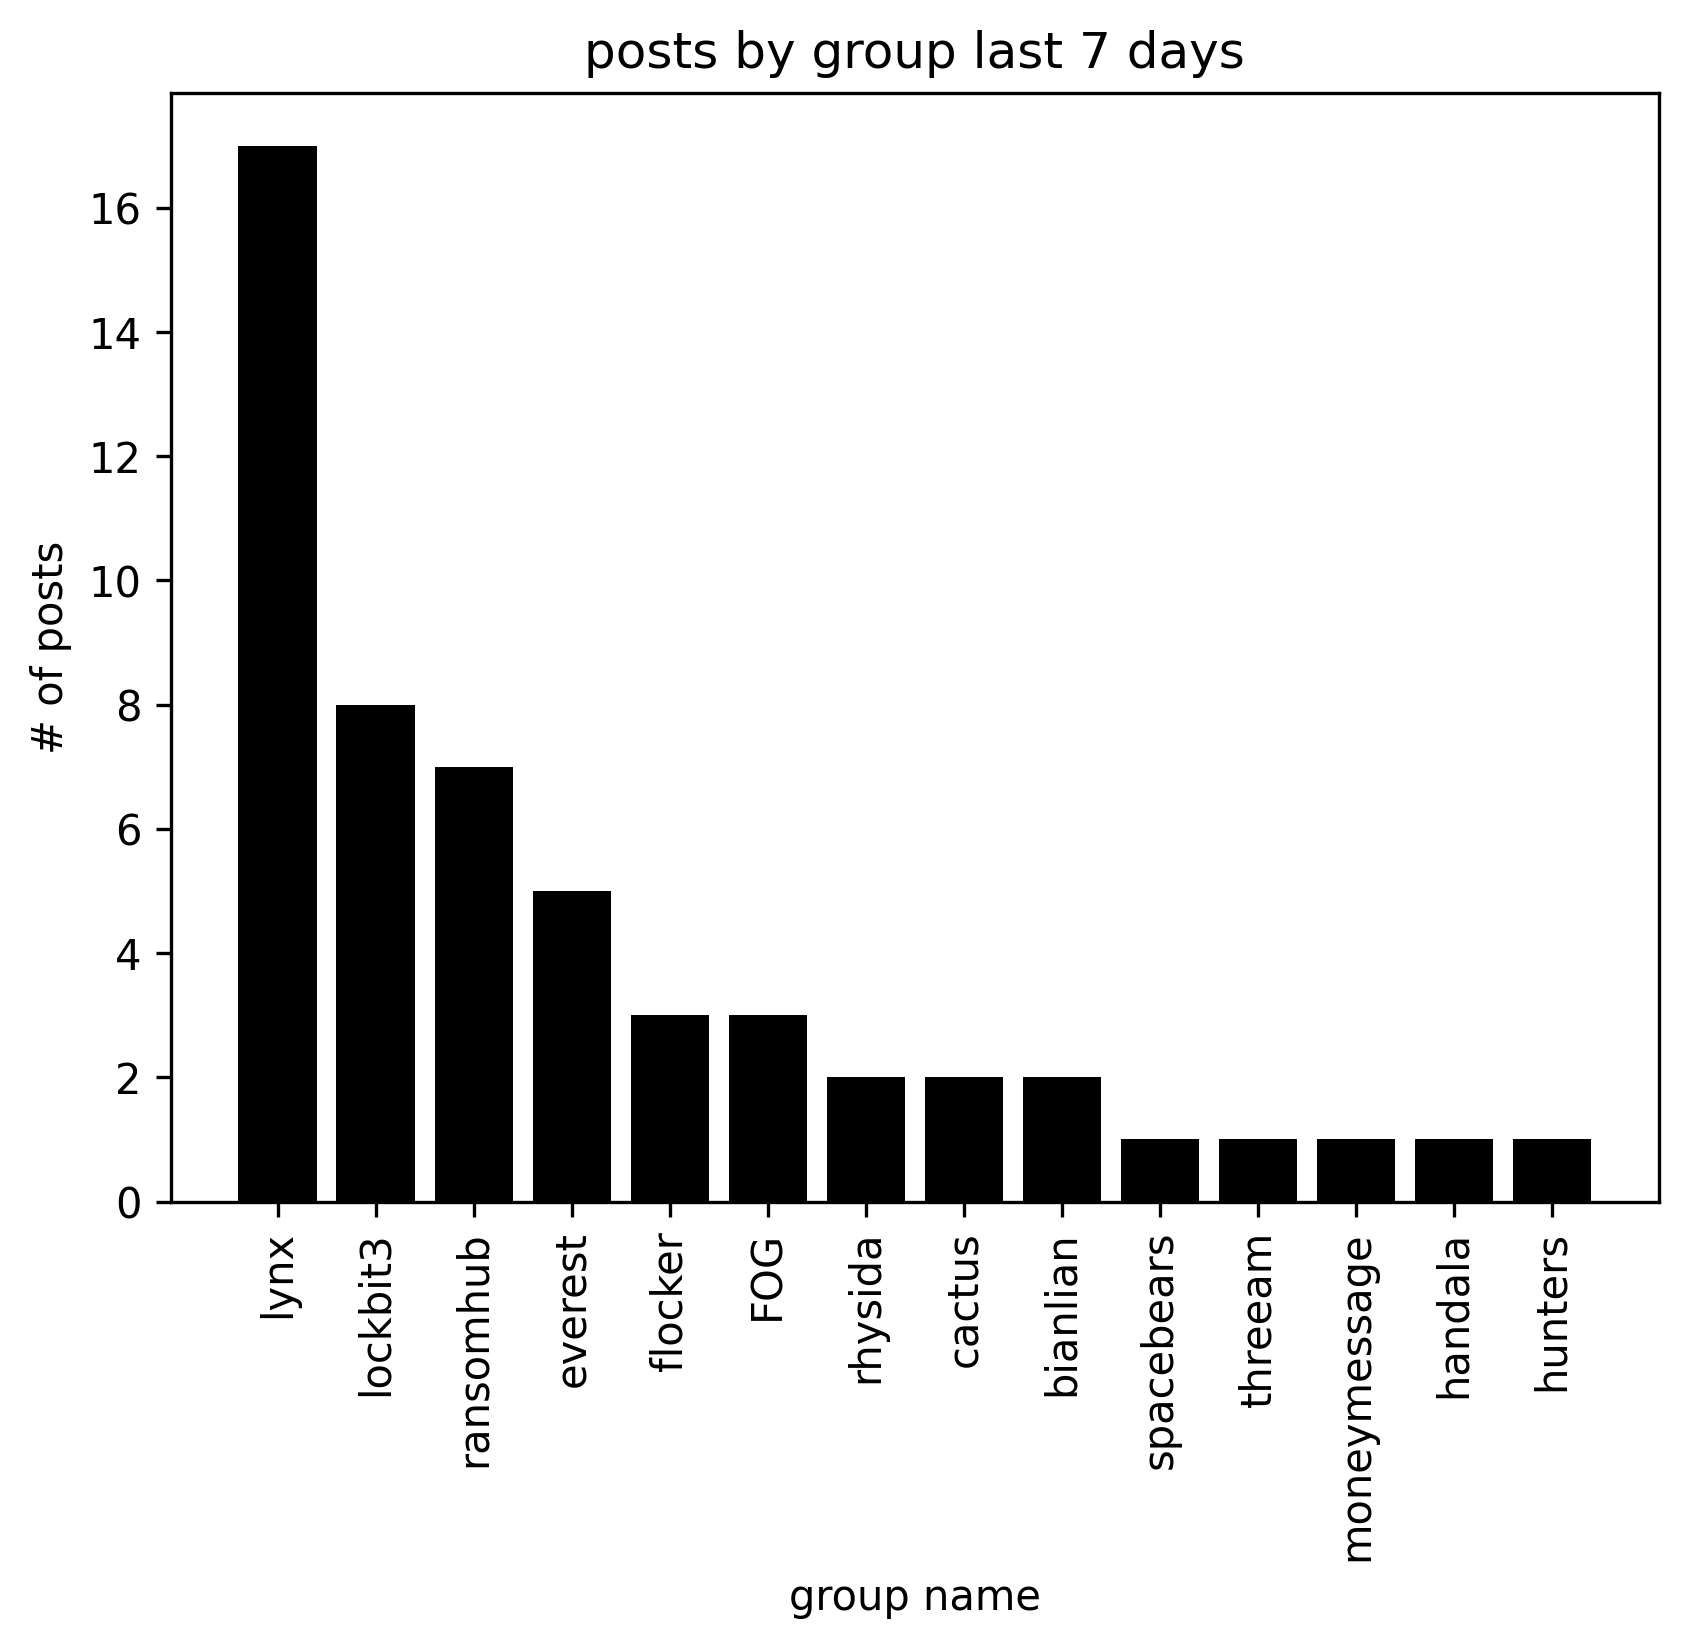 posts by group last 7 days
# of posts
16
14
12
10
8
6
4
2
0
lynx
lockbit3
ransomhub
everest
flocker
FOG
rhysida
cactus
bianlian
spacebears
threeam
moneymessage
handala
hunters
group name